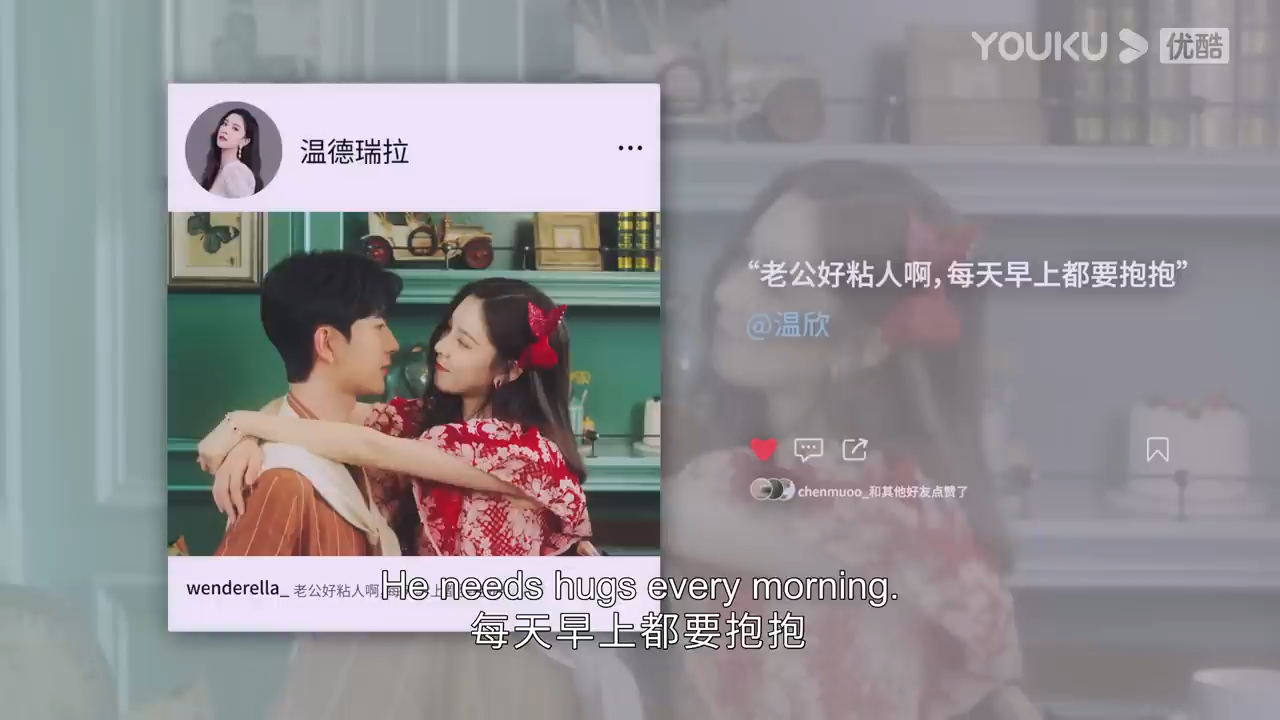 YOUKU 优酷
温德瑞拉
“老公好粘人啊，每天早上都要抱抱”
@温欣
chenmuoo_和其他好友点赞了
wenderella_ 老公好粘人啊
He needs hugs every morning.
每天早上都要抱抱